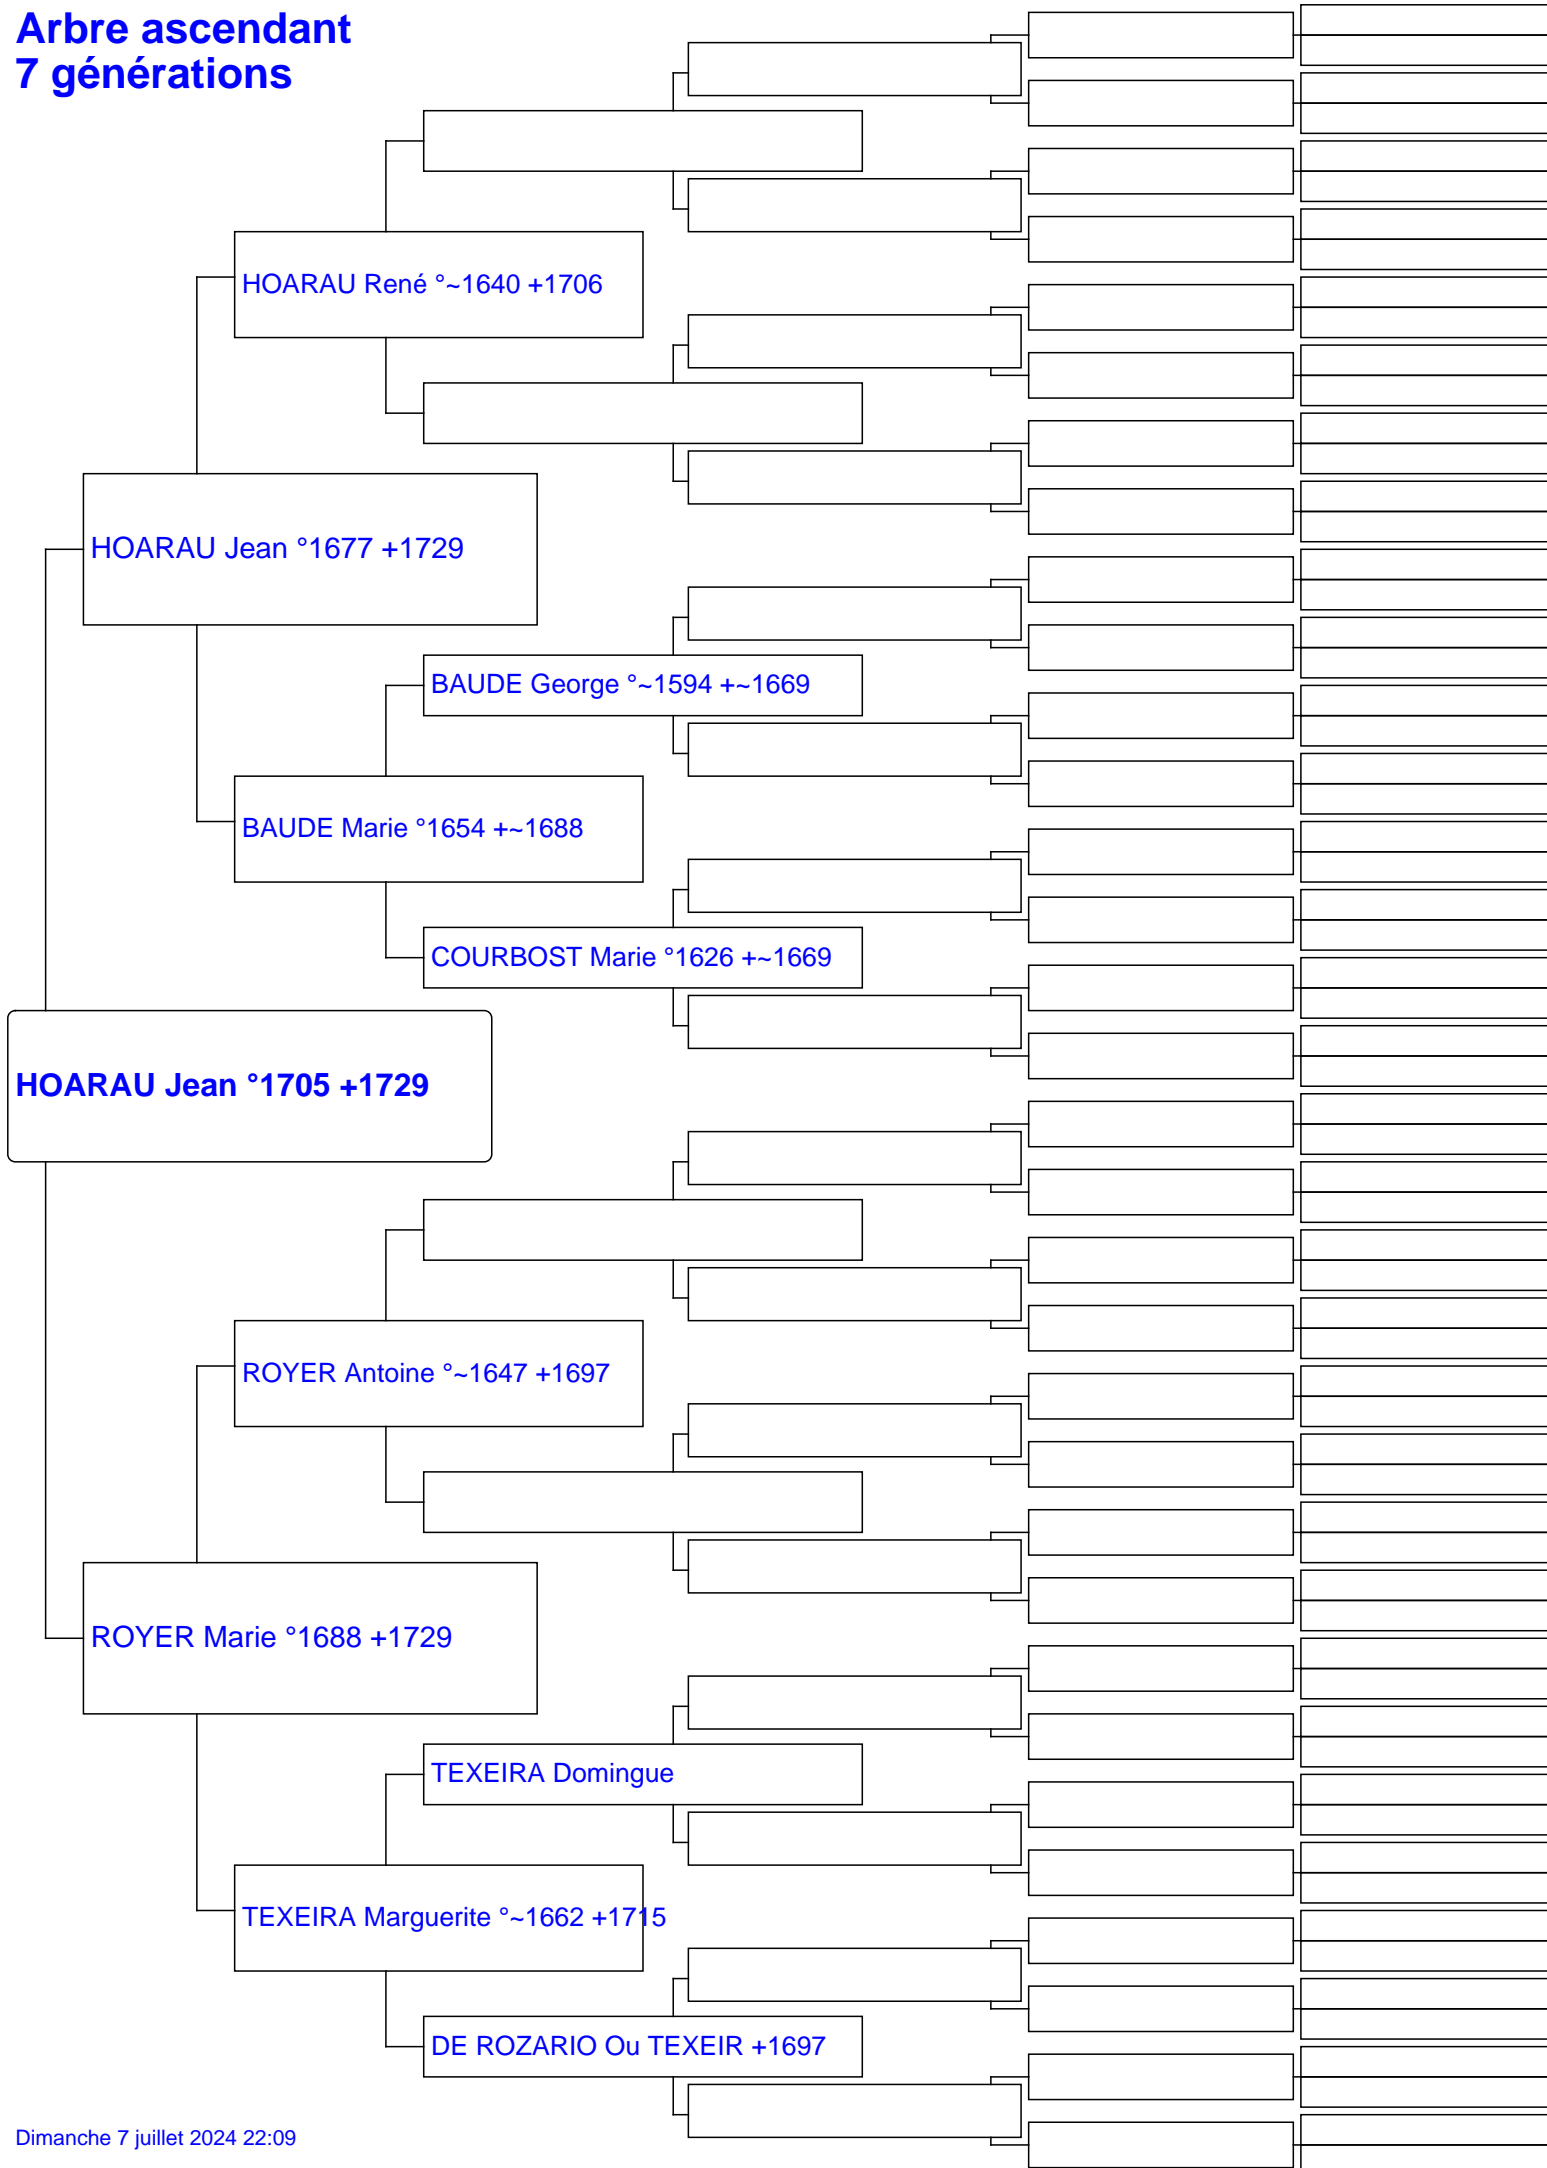 Arbre ascendant
7 générations
HOARAU René °~1640 +1706
HOARAU Jean °1677 +1729
BAUDE George °~1594 +~1669
BAUDE Marie °1654 +~1688
COURBOST Marie °1626 +~1669
HOARAU Jean °1705 +1729
ROYER Antoine °~1647 +1697
ROYER Marie °1688 +1729
TEXEIRA Domingue
TEXEIRA Marguerite °~1662 +1715
DE ROZARIO Ou TEXEIR +1697
Dimanche 7 juillet 2024 22:09